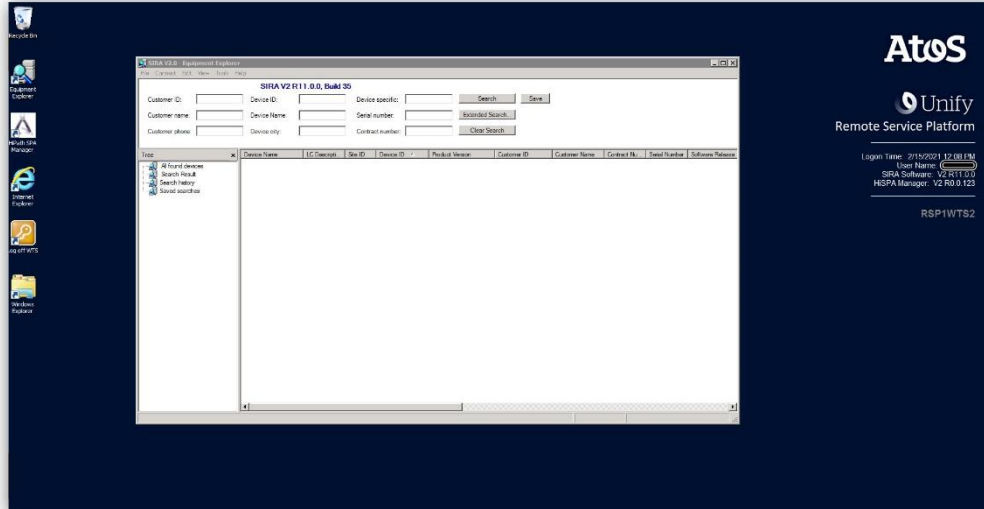 Recycle Bin
Equipment
Explorer
HiPath SPA
Manager
Internet
Explorer
Log off WTS
Windows
Explorer
SIRA V2.0 - Equipment Explorer
File Connect Edit View Tools Help
SIRA V2 R11.0.0, Build 35
Customer ID: Device ID: Device specific: Search Save
Customer name: Device Name: Serial number: Extended Search...
Customer phone: Device city: Contract number: Clear Search
Tree x Device Name LC Descripti... Site ID Device ID Product Version Customer ID Customer Name Contract Nu... Serial Number Software Release
All found devices
Search Result
Search history
Saved searches
Atos
Unify
Remote Service Platform
Logon Time: 2/15/2021 12:08 PM
User Name:
SIRA Software: V2 R11.0.0
HiSPA Manager: V2 R0.0.123
RSP1WTS2